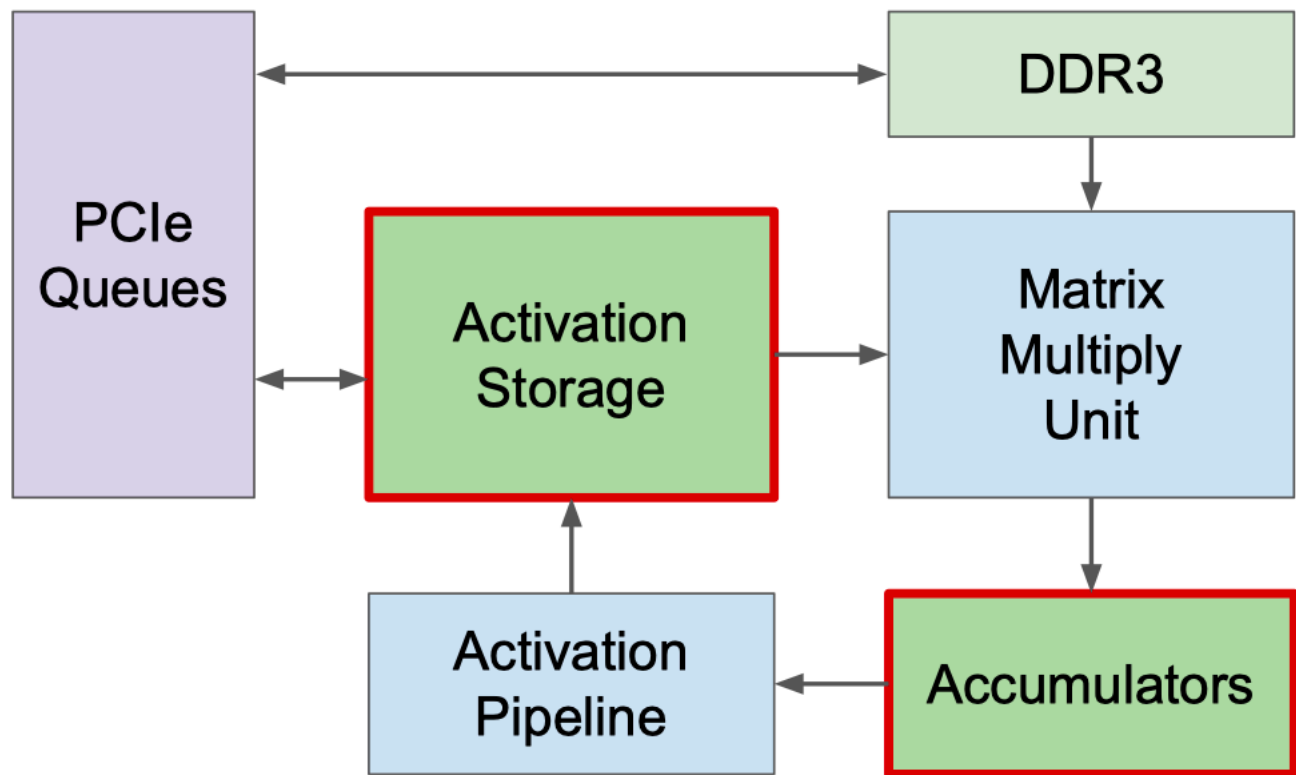 DDR3
PCIe
Queues
Activation
Storage
Matrix
Multiply
Unit
Activation
Pipeline
Accumulators